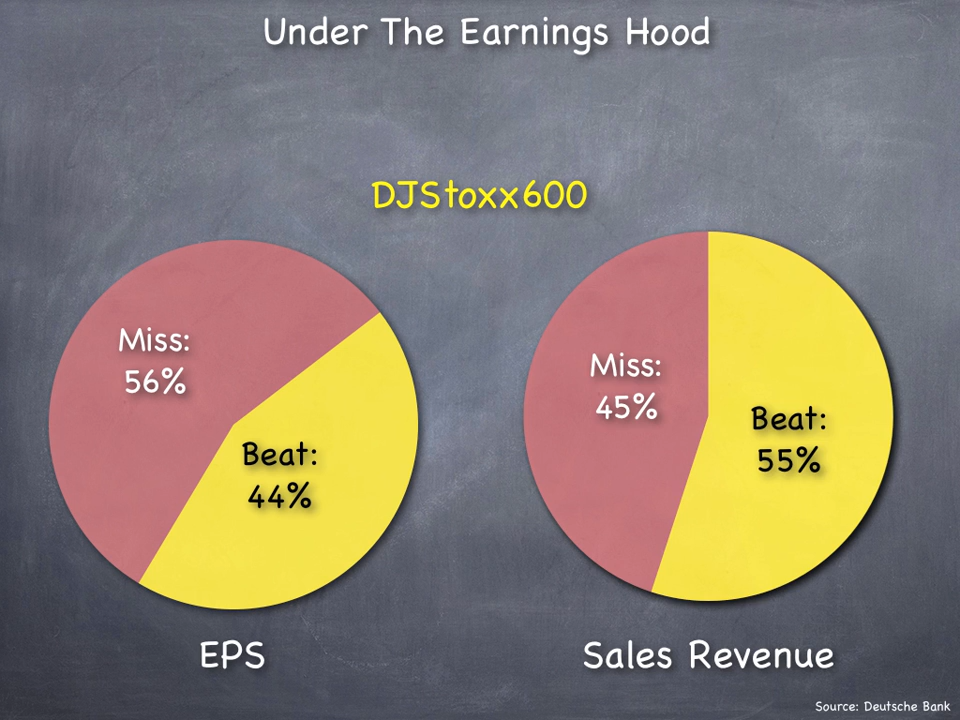 Under The Earnings Hood
DJStoxx600
Miss:
56%
Beat:
44%
EPS
Miss:
45%
Beat:
55%
Sales Revenue
Source: Deutsche Bank